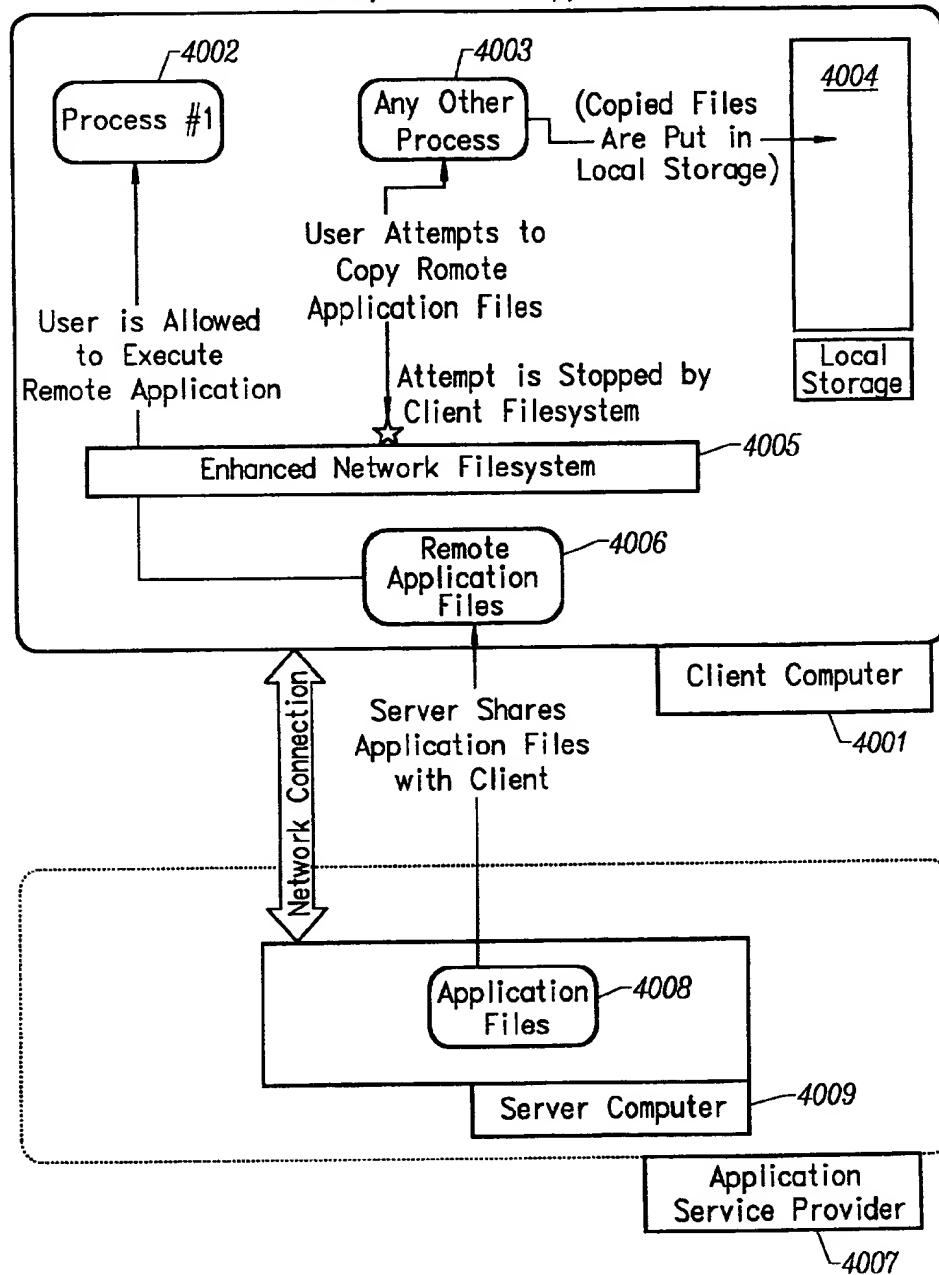 4002
Process #1
4003
Any Other
Process
(Copied Files
Are Put in
Local Storage)
4004
User Attempts to
Copy Romote
Application Files
User is Allowed
to Execute
Remote Application
Attempt is Stopped by
Client Filesystem
Local
Storage
4005
Enhanced Network Filesystem
Remote
Application
Files
4006
Client Computer
4001
Network Connection
Server Shares
Application Files
with Client
Application
Files
4008
Server Computer
4009
Application
Service Provider
4007